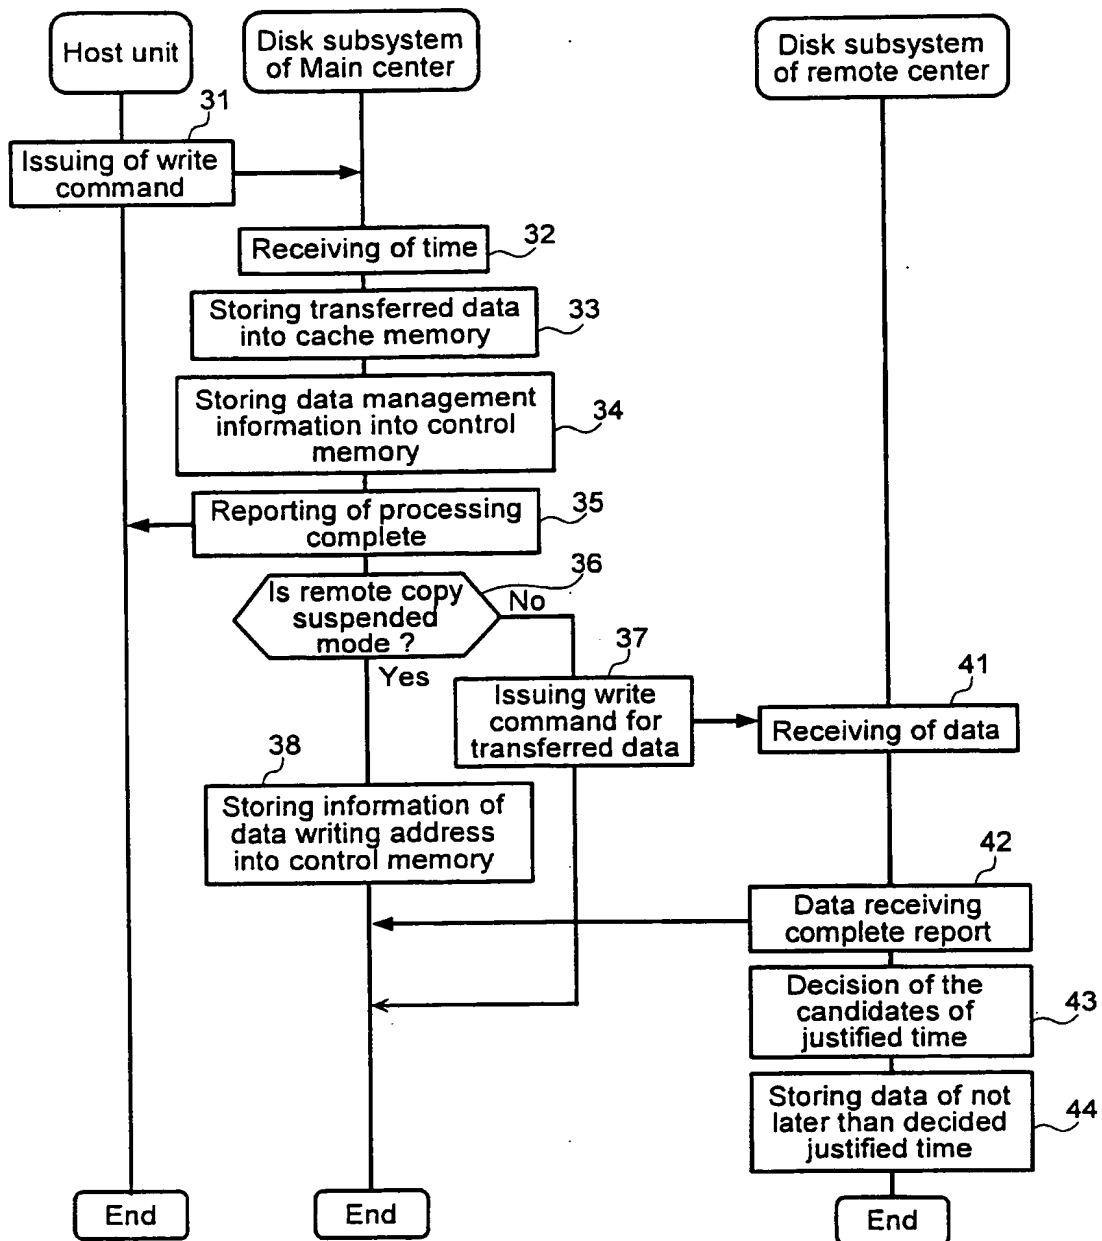 Host unit
Disk subsystem
of Main center
Disk subsystem
of remote center
31
Issuing of write
command
Receiving of time
32
Storing transferred data
into cache memory
33
Storing data management
information into control
memory
34
Reporting of processing
complete
35
36
Is remote copy
suspended
mode ?
No
Yes
37
Issuing write
command for
transferred data
41
Receiving of data
38
Storing information of
data writing address
into control memory
42
Data receiving
complete report
Decision of the
candidates of
justified time
43
Storing data of not
later than decided
justified time
44
End
End
End